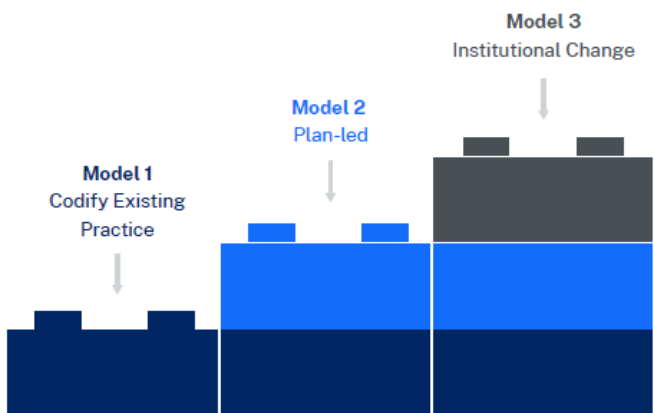 Model 1
Codify Existing
Practice
Model 2
Plan-led
Model 3
Institutional Change